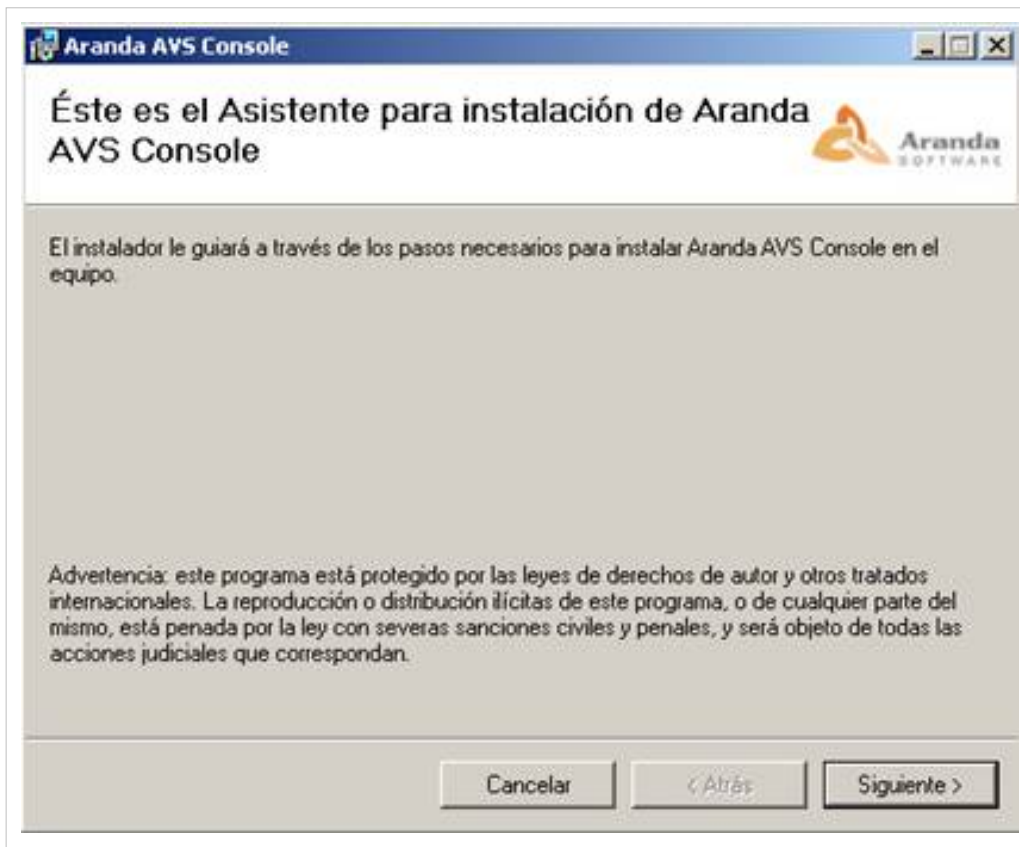 Aranda AVS Console
Éste es el Asistente para instalación de Aranda
AVS Console
Aranda
SOFTWARE
El instalador le guiará a través de los pasos necesarios para instalar Aranda AVS Console en el
equipo.
Advertencia: este programa está protegido por las leyes de derechos de autor y otros tratados
internacionales. La reproducción o distribución ilícitas de este programa, o de cualquier parte del
mismo, está penada por la ley con severas sanciones civiles y penales, y será objeto de todas las
acciones judiciales que correspondan.
Cancelar
< Atrás
Siguiente >